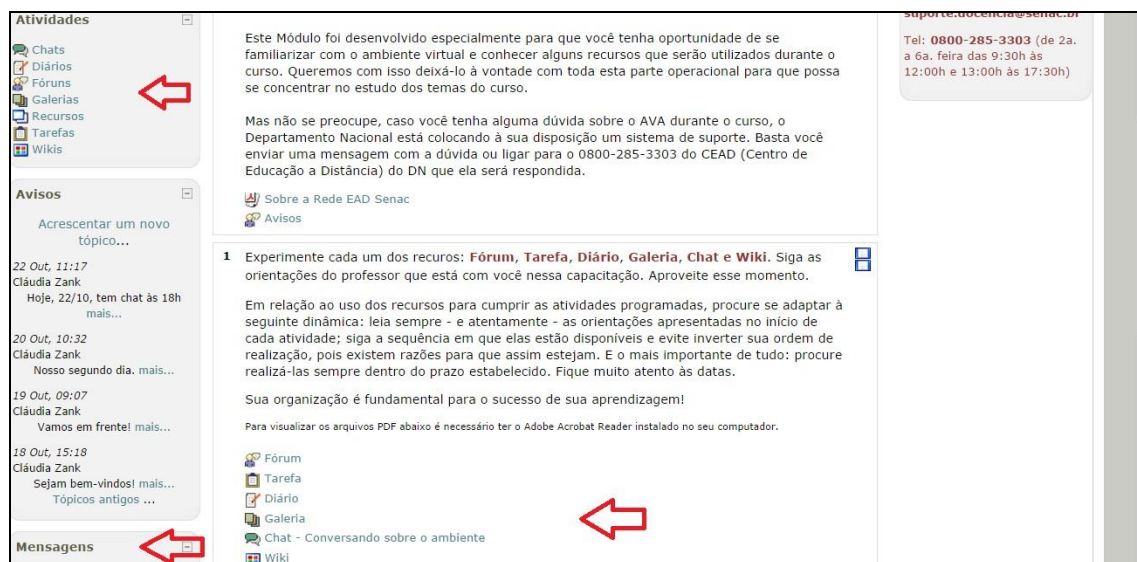 Atividades
Chats
Diários
Fóruns
Galerias
Recursos
Tarefas
Wikis
Avisos
Acrescentar um novo
tópico...
22 Out, 11:17
Cláudia Zank
Hoje, 22/10, tem chat às 18h
mais...
20 Out, 10:32
Cláudia Zank
Nosso segundo dia. mais...
19 Out, 09:07
Cláudia Zank
Vamos em frente! mais...
18 Out, 15:18
Cláudia Zank
Sejam bem-vindos! mais...
Tópicos antigos ...
Mensagens
Este Módulo foi desenvolvido especialmente para que você tenha oportunidade de se
familiarizar com o ambiente virtual e conhecer alguns recursos que serão utilizados durante o
curso. Queremos com isso deixá-lo à vontade com toda esta parte operacional para que possa
se concentrar no estudo dos temas do curso.
Mas não se preocupe, caso você tenha alguma dúvida sobre o AVA durante o curso, o
Departamento Nacional está colocando à sua disposição um sistema de suporte. Basta você
enviar uma mensagem com a dúvida ou ligar para o 0800-285-3303 do CEAD (Centro de
Educação a Distância) do DN que ela será respondida.
Sobre a Rede EAD Senac
Avisos
1 Experimente cada um dos recuros: Fórum, Tarefa, Diário, Galeria, Chat e Wiki. Siga as
orientações do professor que está com você nessa capacitação. Aproveite esse momento.
Em relação ao uso dos recursos para cumprir as atividades programadas, procure se adaptar à
seguinte dinâmica: leia sempre - e atentamente - as orientações apresentadas no início de
cada atividade; siga a sequência em que elas estão disponíveis e evite inverter sua ordem de
realização, pois existem razões para que assim estejam. E o mais importante de tudo: procure
realizá-las sempre dentro do prazo estabelecido. Fique muito atento às datas.
Sua organização é fundamental para o sucesso de sua aprendizagem!
Para visualizar os arquivos PDF abaixo é necessário ter o Adobe Acrobat Reader instalado no seu computador.
Fórum
Tarefa
Diário
Galeria
Chat - Conversando sobre o ambiente
Wiki
suporte.docencia@senac.br
Tel: 0800-285-3303 (de 2a.
a 6a. feira das 9:30h às
12:00h e 13:00h às 17:30h)